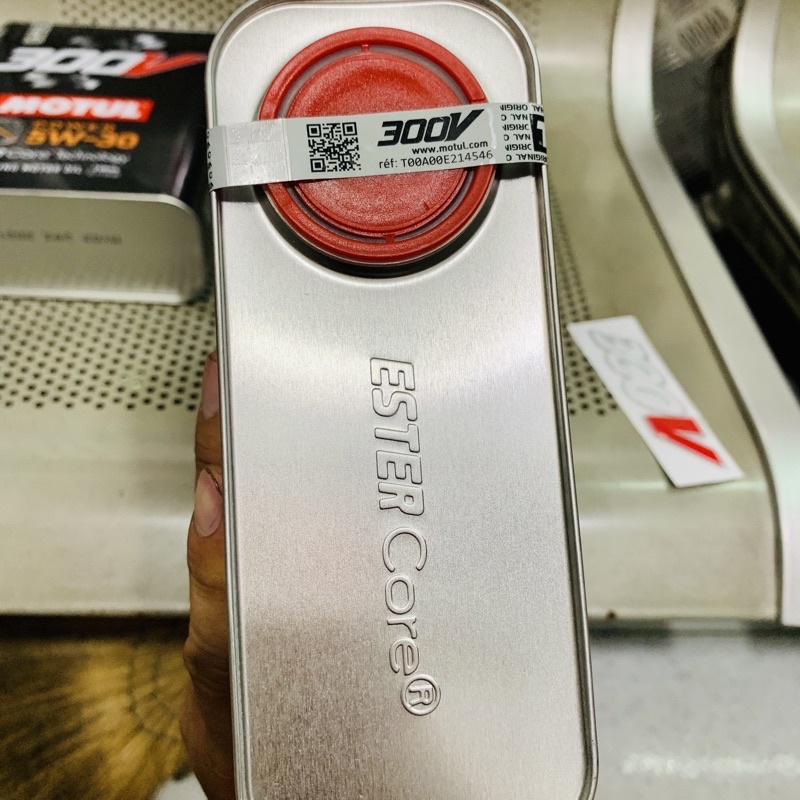 300V
MOTUL
5W-30
300V
www.motul.com
réf: T00A00E214546
ORIGINAL
ESTER Core®
300V